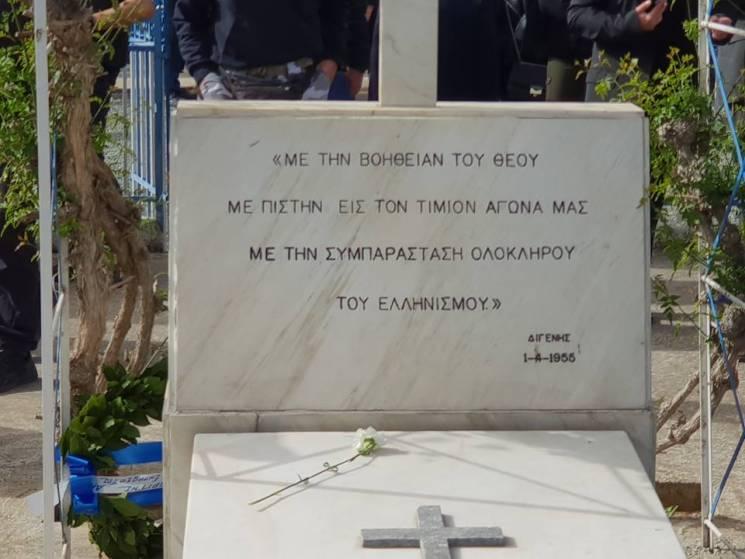 «ΜΕ ΤΗΝ ΒΟΗΘΕΙΑΝ ΤΟΥ ΘΕΟΥ
ΜΕ ΠΙΣΤΗΝ ΕΙΣ ΤΟΝ ΤΙΜΙΟΝ ΑΓΩΝΑ ΜΑΣ
ΜΕ ΤΗΝ ΣΥΜΠΑΡΑΣΤΑΣΗ ΟΛΟΚΛΗΡΟΥ
ΤΟΥ ΕΛΛΗΝΙΣΜΟΥ.»
ΔΙΓΕΝΗΣ
1-4-1955